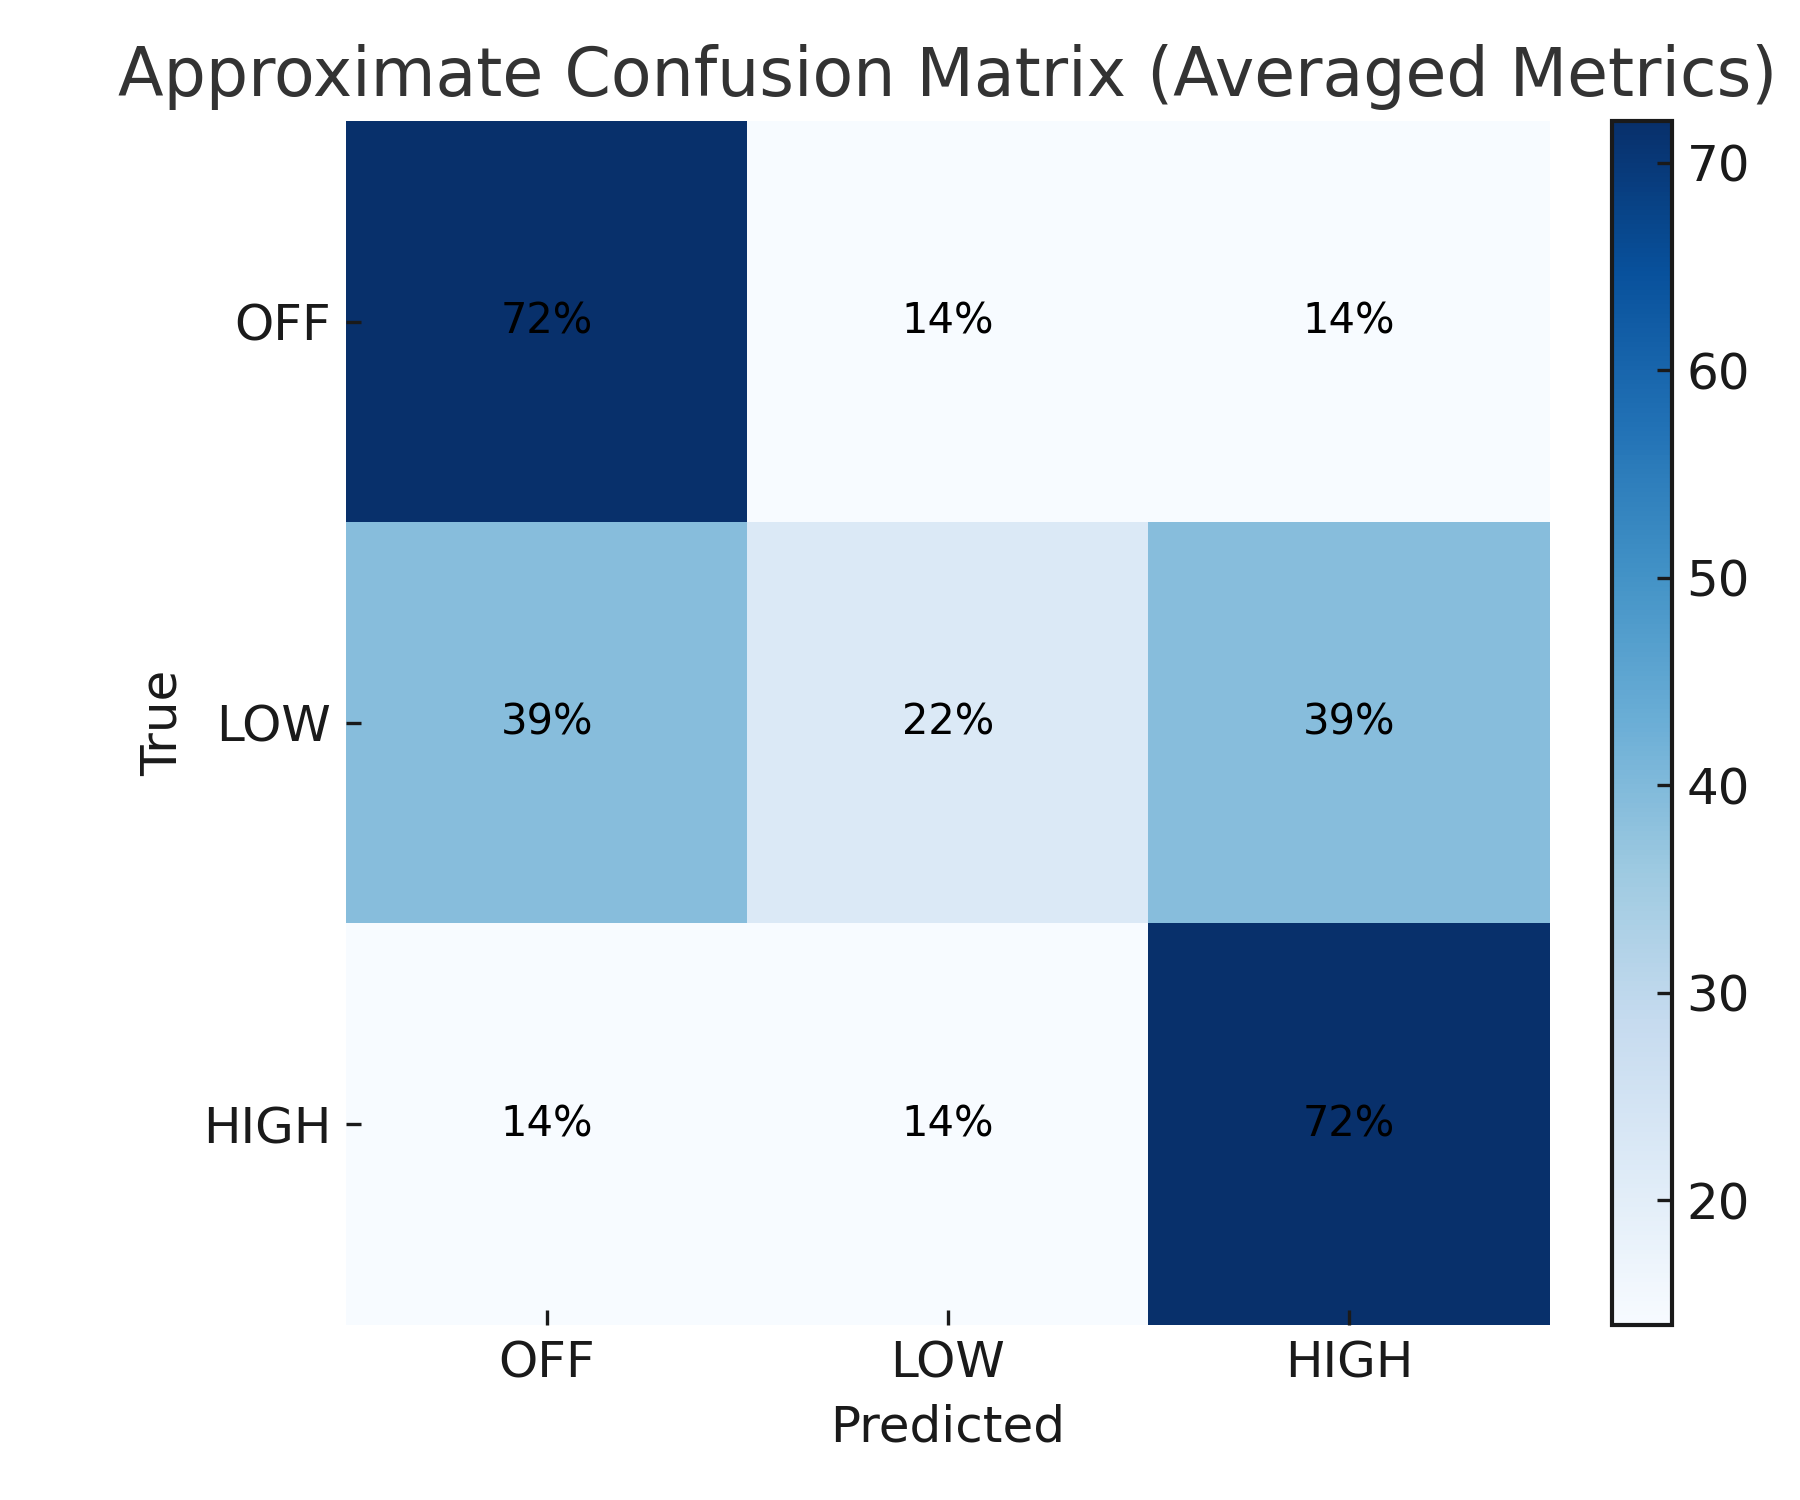 Approximate Confusion Matrix (Averaged Metrics)
OFF 72% 14% 14%
LOW 39% 22% 39%
HIGH 14% 14% 72%
OFF LOW HIGH
Predicted
True
70
60
50
40
30
20